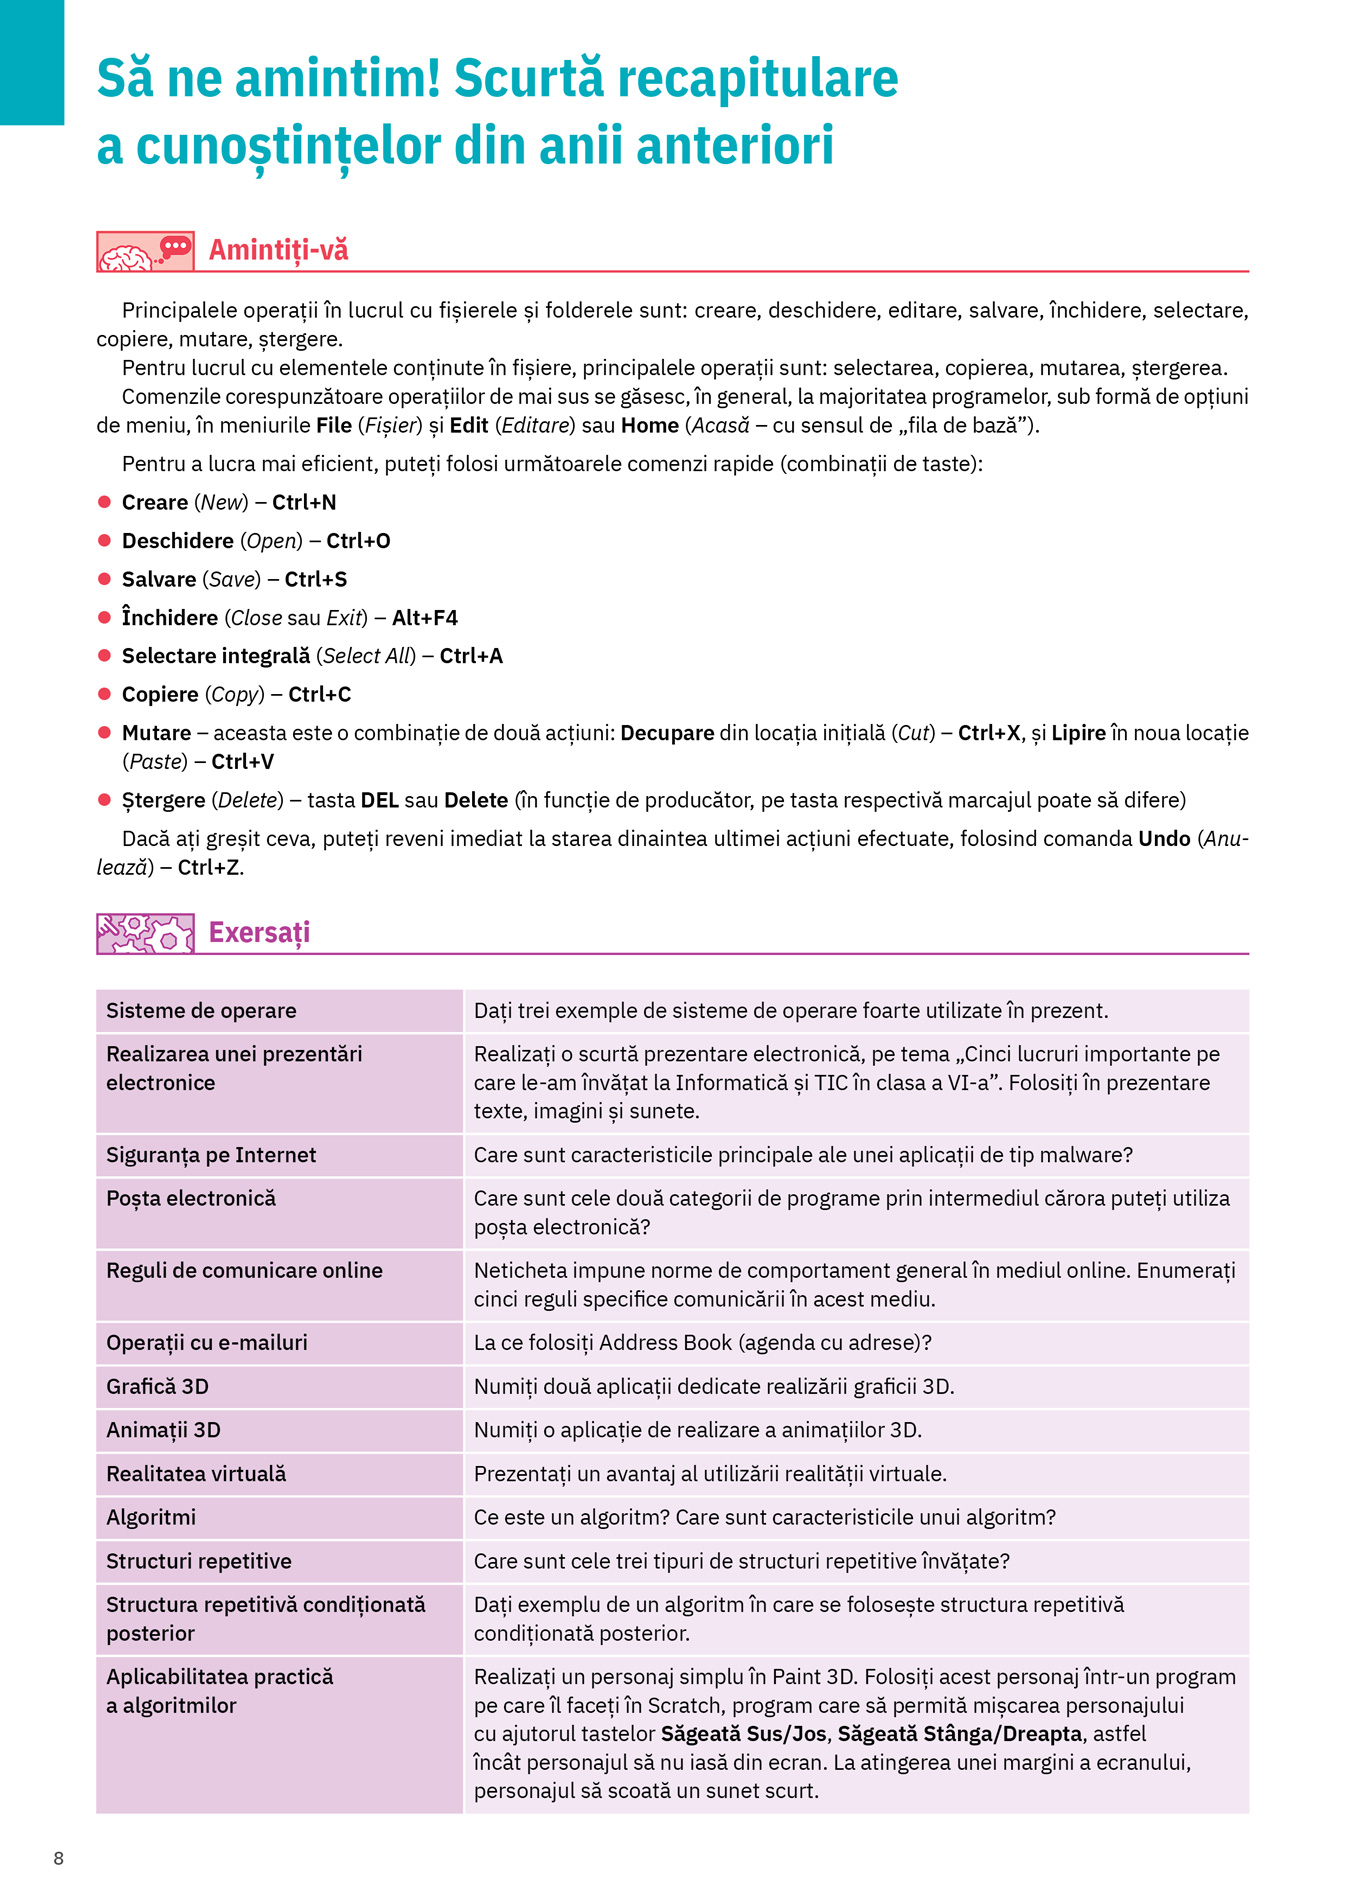 Să ne amintim! Scurtă recapitulare
a cunoștințelor din anii anteriori
Amintiți-vă
Principalele operații în lucrul cu fișierele și folderele sunt: creare, deschidere, editare, salvare, închidere, selectare,
copiere, mutare, ștergere.
Pentru lucrul cu elementele conținute în fișiere, principalele operații sunt: selectarea, copierea, mutarea, ștergerea.
Comenzile corespunzătoare operațiilor de mai sus se găsesc, în general, la majoritatea programelor, sub formă de opțiuni
de meniu, în meniurile File (Fișier) și Edit (Editare) sau Home (Acasă – cu sensul de „fila de bază”).
Pentru a lucra mai eficient, puteți folosi următoarele comenzi rapide (combinații de taste):
● Creare (New) – Ctrl+N
● Deschidere (Open) – Ctrl+O
● Salvare (Save) – Ctrl+S
● Închidere (Close sau Exit) – Alt+F4
● Selectare integrală (Select All) – Ctrl+A
● Copiere (Copy) – Ctrl+C
● Mutare – aceasta este o combinație de două acțiuni: Decupare din locația inițială (Cut) – Ctrl+X, și Lipire în noua locație
(Paste) – Ctrl+V
● Ștergere (Delete) – tasta DEL sau Delete (în funcție de producător, pe tasta respectivă marcajul poate să difere)
Dacă ați greșit ceva, puteți reveni imediat la starea dinaintea ultimei acțiuni efectuate, folosind comanda Undo (Anu-
lează) – Ctrl+Z.
Exersați
Sisteme de operare
Dați trei exemple de sisteme de operare foarte utilizate în prezent.
Realizarea unei prezentări
electronice
Realizați o scurtă prezentare electronică, pe tema „Cinci lucruri importante pe
care le-am învățat la Informatică și TIC în clasa a VI-a”. Folosiți în prezentare
texte, imagini și sunete.
Siguranța pe Internet
Care sunt caracteristicile principale ale unei aplicații de tip malware?
Poșta electronică
Care sunt cele două categorii de programe prin intermediul cărora puteți utiliza
poșta electronică?
Reguli de comunicare online
Neticheta impune norme de comportament general în mediul online. Enumerați
cinci reguli specifice comunicării în acest mediu.
Operații cu e-mailuri
La ce folosiți Address Book (agenda cu adrese)?
Grafică 3D
Numiți două aplicații dedicate realizării graficii 3D.
Animații 3D
Numiți o aplicație de realizare a animațiilor 3D.
Realitatea virtuală
Prezentați un avantaj al utilizării realității virtuale.
Algoritmi
Ce este un algoritm? Care sunt caracteristicile unui algoritm?
Structuri repetitive
Care sunt cele trei tipuri de structuri repetitive învățate?
Structura repetitivă condiționată
posterior
Dați exemplu de un algoritm în care se folosește structura repetitivă
condiționată posterior.
Aplicabilitatea practică
a algoritmilor
Realizați un personaj simplu în Paint 3D. Folosiți acest personaj într-un program
pe care îl faceți în Scratch, program care să permită mișcarea personajului
cu ajutorul tastelor Săgeată Sus/Jos, Săgeată Stânga/Dreapta, astfel
încât personajul să nu iasă din ecran. La atingerea unei margini a ecranului,
personajul să scoată un sunet scurt.
8